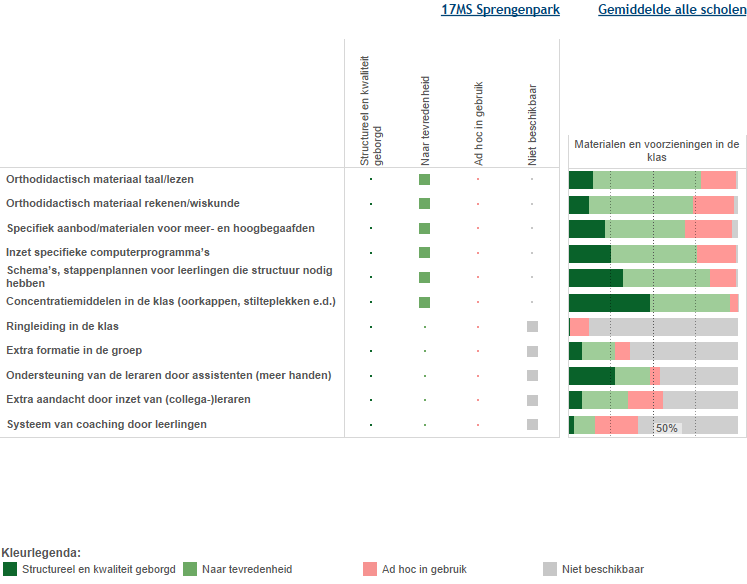 17MS Sprengenpark
Gemiddelde alle scholen
Structureel en kwaliteit
geborgd
Naar tevredenheid
Ad hoc in gebruik
Niet beschikbaar
Materialen en voorzieningen in de
klas
Orthodidactisch materiaal taal/lezen
Orthodidactisch materiaal rekenen/wiskunde
Specifiek aanbod/materialen voor meer- en hoogbegaafden
Inzet specifieke computerprogramma's
Schema's, stappenplannen voor leerlingen die structuur nodig
hebben
Concentratiemiddelen in de klas (oorkappen, stilteplekken e.d.)
Ringleiding in de klas
Extra formatie in de groep
Ondersteuning van de leraren door assistenten (meer handen)
Extra aandacht door inzet van (collega-)leraren
Systeem van coaching door leerlingen
50%
Kleurlegenda:
Structureel en kwaliteit geborgd
Naar tevredenheid
Ad hoc in gebruik
Niet beschikbaar